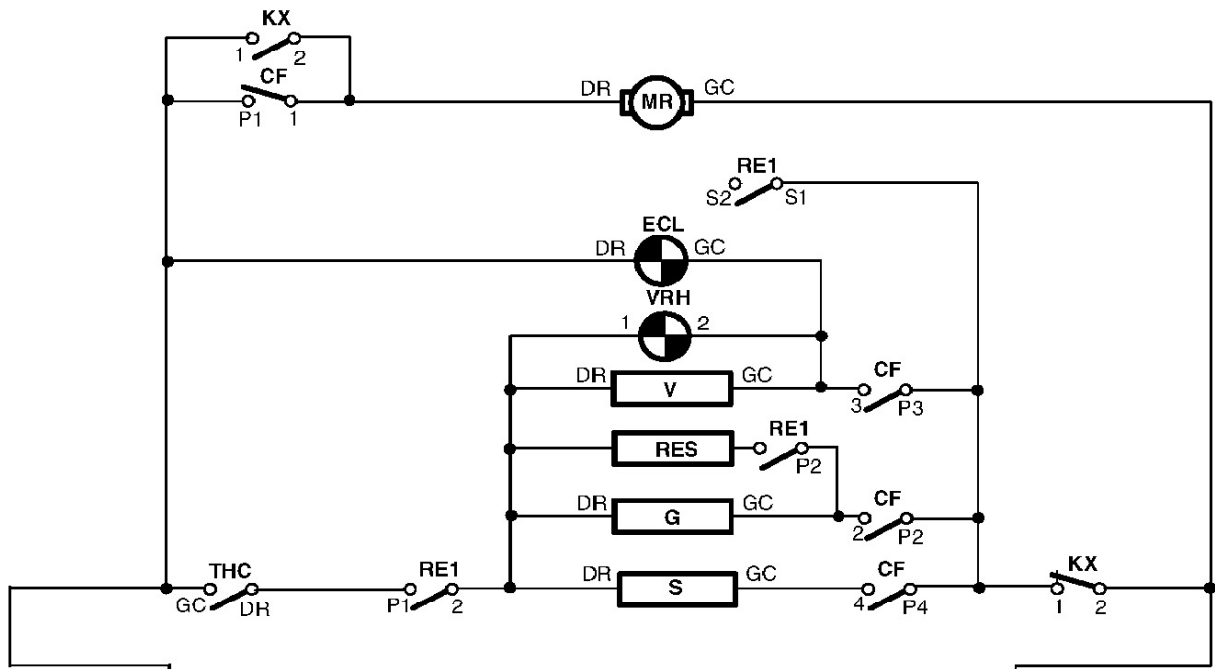 KX
1 2
CF
P1 1
DR MR GC
RE1
S2 S1
ECL
DR GC
VRH
1 2
DR V GC
CF
3 P3
RES
RE1
P2
DR G GC
CF
2 P2
THC
GC DR
RE1
P1 2
DR S GC
CF
4 P4
KX
1 2